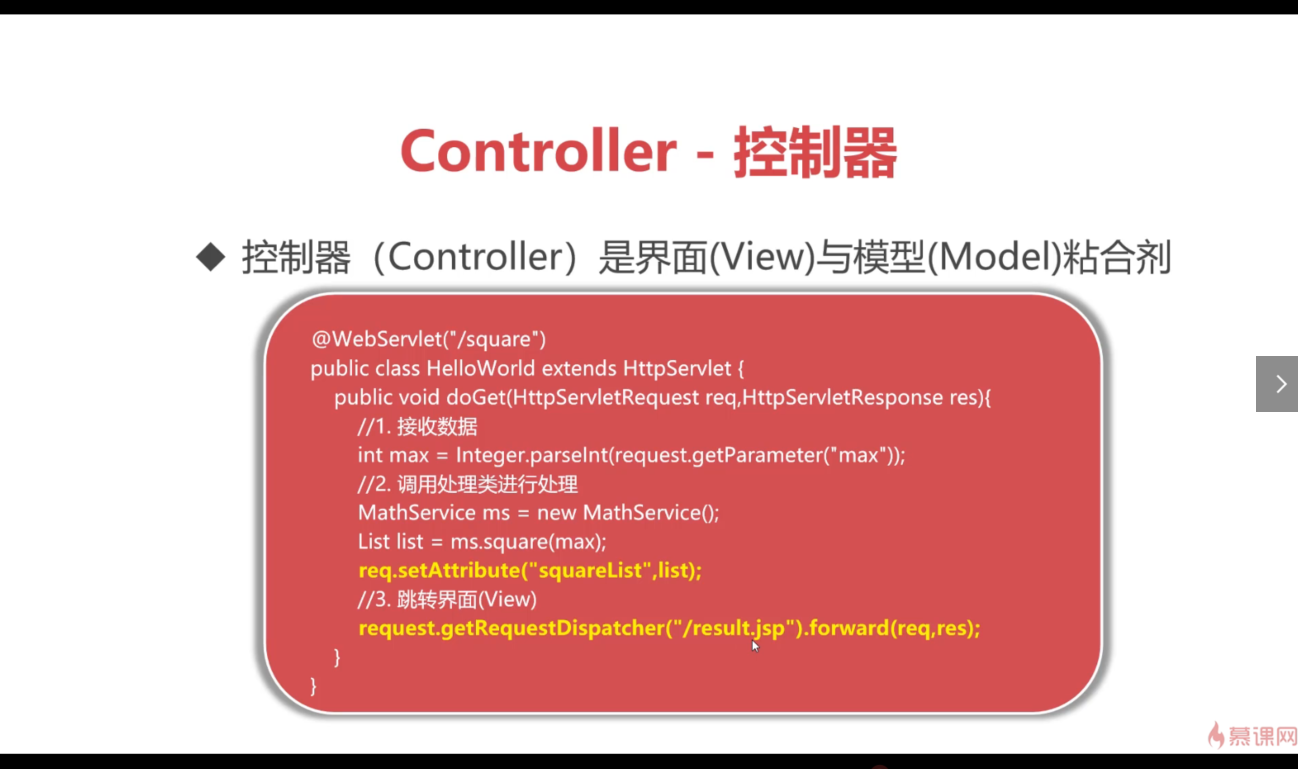 Controller - 控制器
◆ 控制器（Controller）是界面(View)与模型(Model)粘合剂
@WebServlet("/square")
public class HelloWorld extends HttpServlet {
public void doGet(HttpServletRequest req,HttpServletResponse res){
//1. 接收数据
int max = Integer.parseInt(request.getParameter("max"));
//2. 调用处理类进行处理
MathService ms = new MathService();
List list = ms.square(max);
req.setAttribute("squareList",list);
//3. 跳转界面(View)
request.getRequestDispatcher("/result.jsp").forward(req,res);
}
}
慕课网